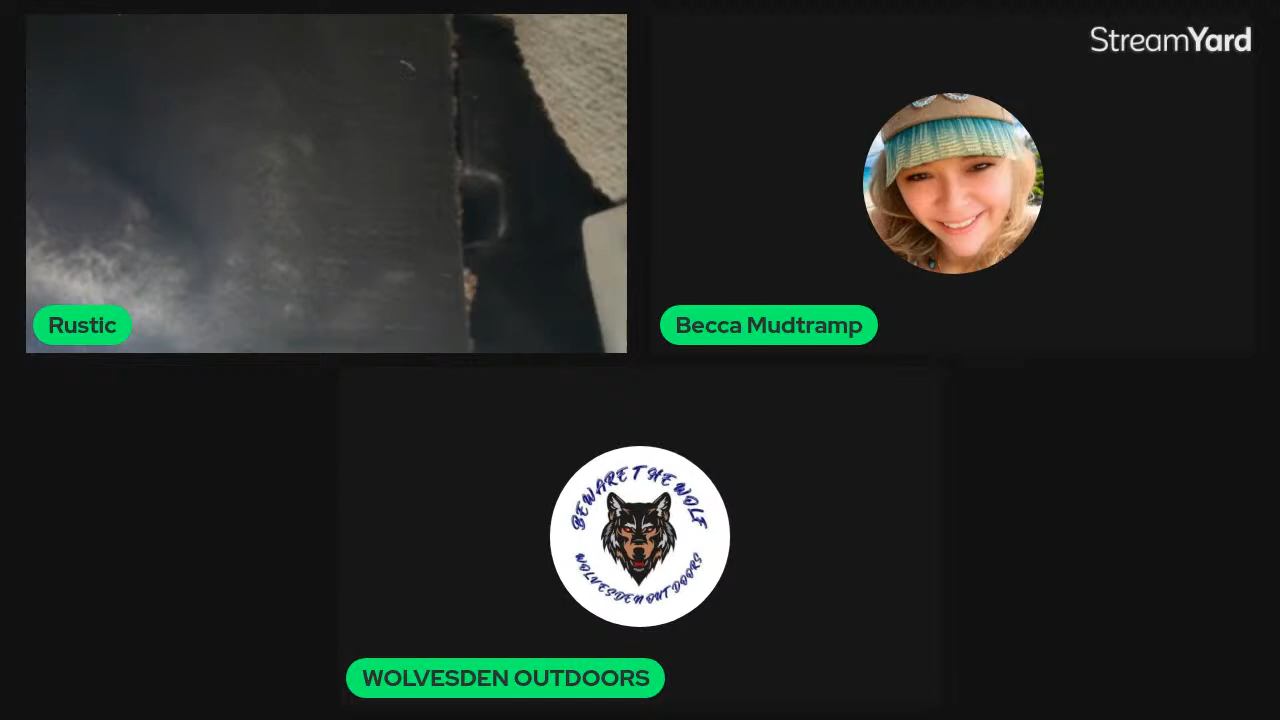 StreamYard
Rustic
Becca Mudtramp
BEWARE THE WOLF
WOLVESDEN OUTDOORS
WOLVESDEN OUTDOORS